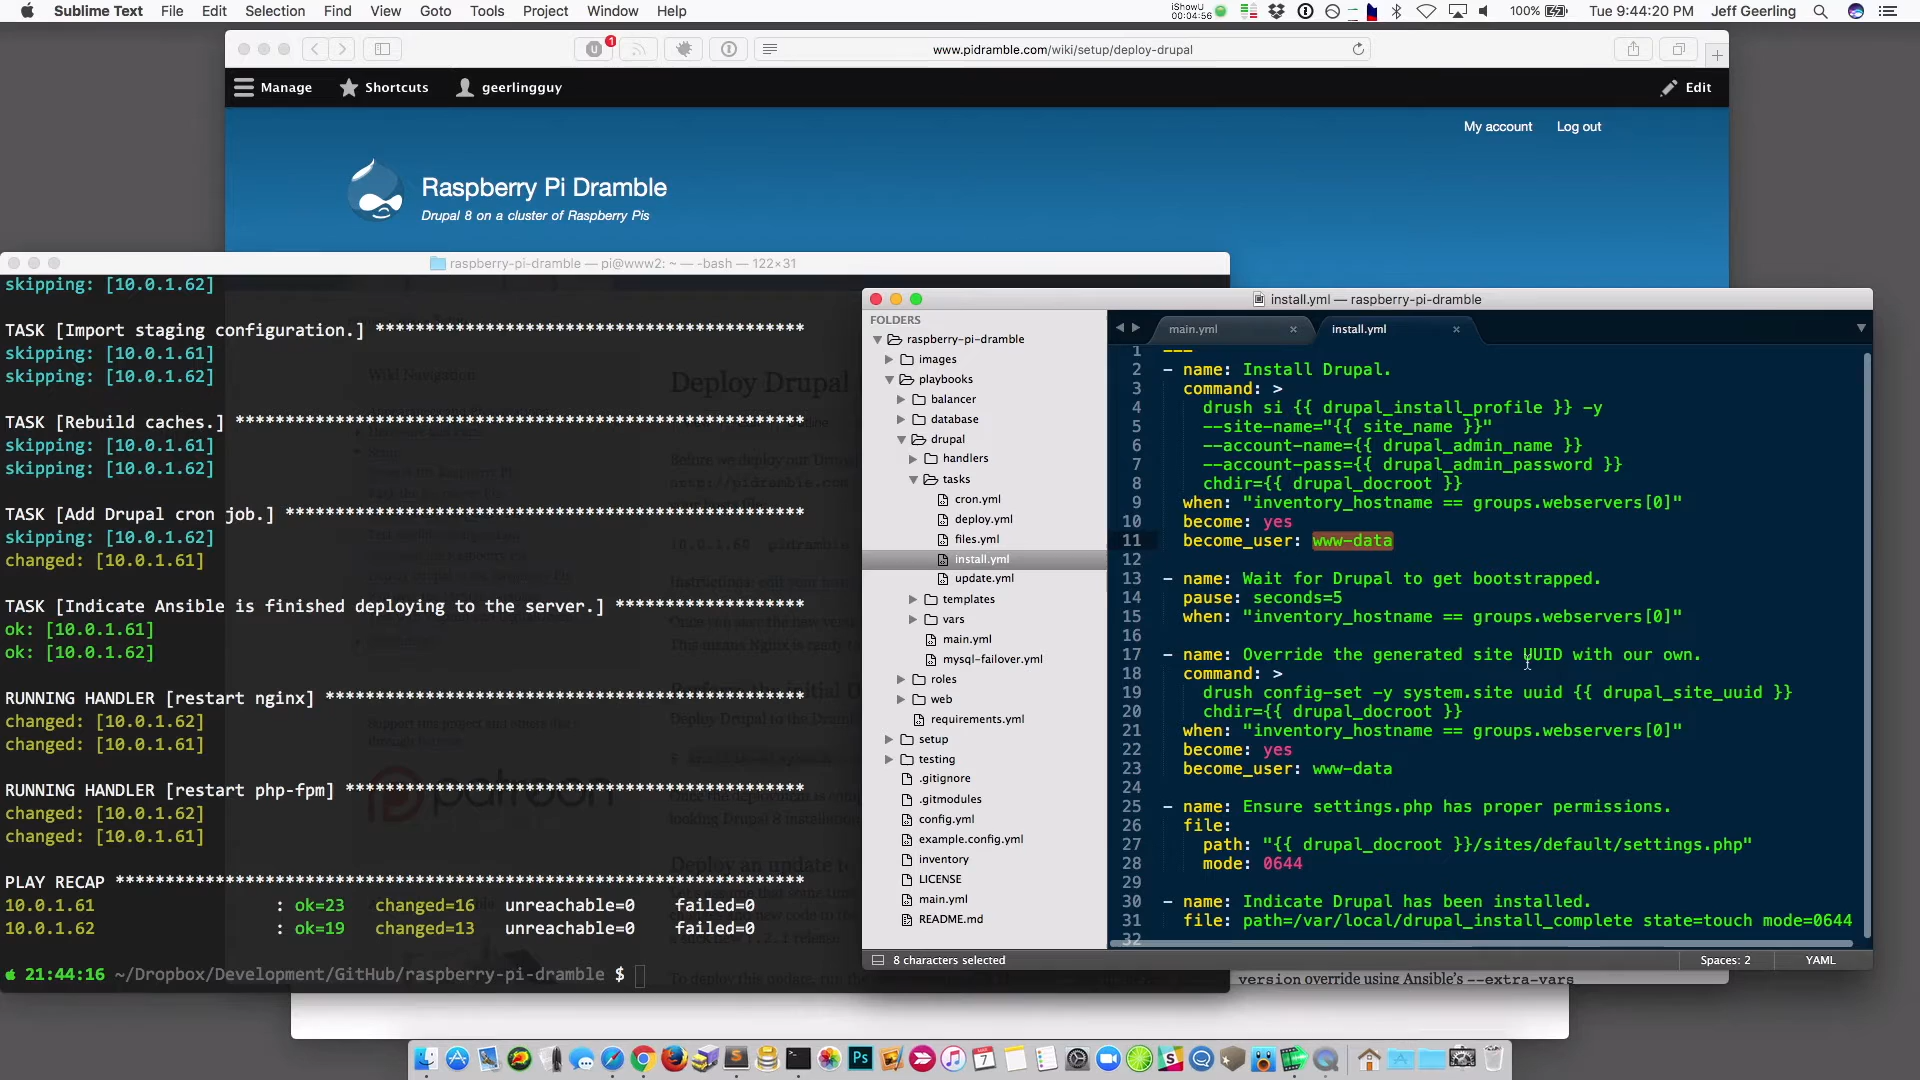 Sublime Text File Edit Selection Find View Goto Tools Project Window Help iShowU 00:04:56 100% Tue 9:44:20 PM Jeff Geerling
www.pidramble.com/wiki/setup/deploy-drupal
Manage Shortcuts geerlingguy Edit
My account Log out
Raspberry Pi Dramble
Drupal 8 on a cluster of Raspberry Pis
raspberry-pi-dramble — pi@www2: ~ — -bash — 122×31
skipping: [10.0.1.62]
TASK [Import staging configuration.] *******************************************
skipping: [10.0.1.61]
skipping: [10.0.1.62]
TASK [Rebuild caches.] *********************************************************
skipping: [10.0.1.61]
skipping: [10.0.1.62]
TASK [Add Drupal cron job.] ****************************************************
skipping: [10.0.1.62]
changed: [10.0.1.61]
TASK [Indicate Ansible is finished deploying to the server.] *******************
ok: [10.0.1.61]
ok: [10.0.1.62]
RUNNING HANDLER [restart nginx] ************************************************
changed: [10.0.1.62]
changed: [10.0.1.61]
RUNNING HANDLER [restart php-fpm] **********************************************
changed: [10.0.1.62]
changed: [10.0.1.61]
PLAY RECAP *********************************************************************
10.0.1.61 : ok=23 changed=16 unreachable=0 failed=0
10.0.1.62 : ok=19 changed=13 unreachable=0 failed=0
21:44:16 ~/Dropbox/Development/GitHub/raspberry-pi-dramble $
Wiki Navigation
Deploy Drupal
patreon
install.yml — raspberry-pi-dramble
FOLDERS
raspberry-pi-dramble
images
playbooks
balancer
database
drupal
handlers
tasks
cron.yml
deploy.yml
files.yml
install.yml
update.yml
templates
vars
main.yml
mysql-failover.yml
roles
web
requirements.yml
setup
testing
.gitignore
.gitmodules
config.yml
example.config.yml
inventory
LICENSE
main.yml
README.md
main.yml install.yml
1 ---
2 - name: Install Drupal.
3 command: >
4 drush si {{ drupal_install_profile }} -y
5 --site-name="{{ site_name }}"
6 --account-name={{ drupal_admin_name }}
7 --account-pass={{ drupal_admin_password }}
8 chdir={{ drupal_docroot }}
9 when: "inventory_hostname == groups.webservers[0]"
10 become: yes
11 become_user: www-data
12
13 - name: Wait for Drupal to get bootstrapped.
14 pause: seconds=5
15 when: "inventory_hostname == groups.webservers[0]"
16
17 - name: Override the generated site UUID with our own.
18 command: >
19 drush config-set -y system.site uuid {{ drupal_site_uuid }}
20 chdir={{ drupal_docroot }}
21 when: "inventory_hostname == groups.webservers[0]"
22 become: yes
23 become_user: www-data
24
25 - name: Ensure settings.php has proper permissions.
26 file:
27 path: "{{ drupal_docroot }}/sites/default/settings.php"
28 mode: 0644
29
30 - name: Indicate Drupal has been installed.
31 file: path=/var/local/drupal_install_complete state=touch mode=0644
32
8 characters selected Spaces: 2 YAML
version override using Ansible's --extra-vars